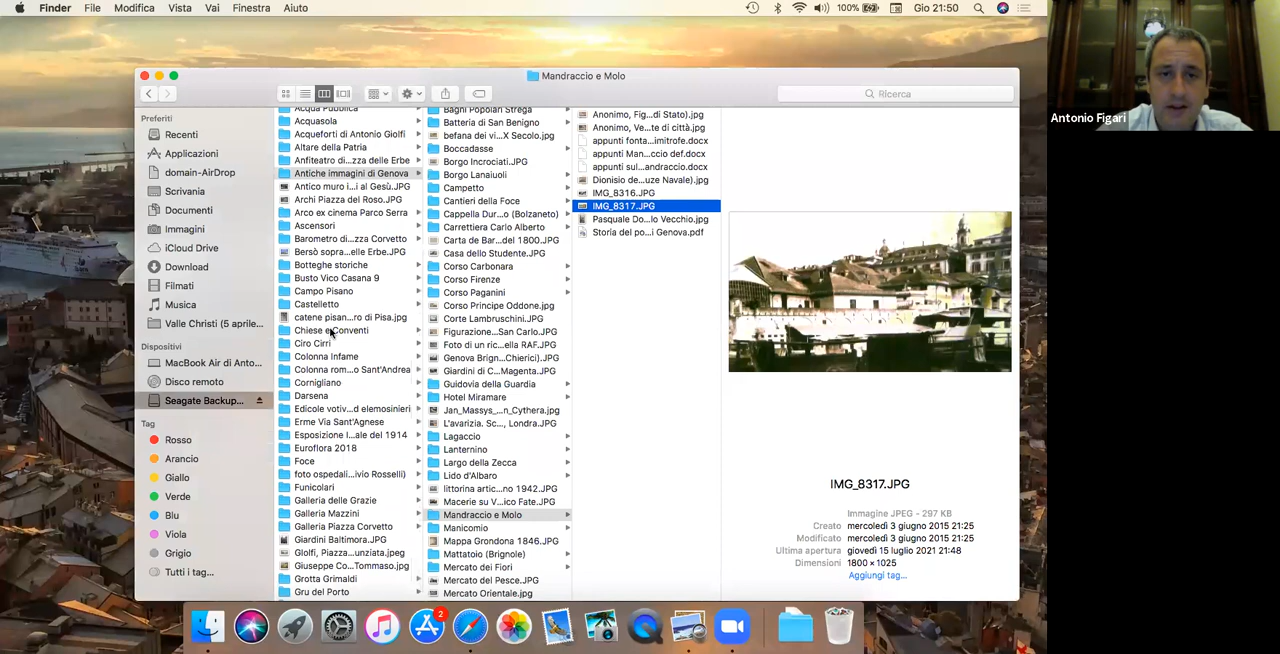 Finder File Modifica Vista Vai Finestra Aiuto 100% Gio 21:50
Mandraccio e Molo
Ricerca
Preferiti
Recenti
Applicazioni
domain-AirDrop
Scrivania
Documenti
Immagini
iCloud Drive
Download
Filmati
Musica
Valle Christi (5 aprile...
Dispositivi
MacBook Air di Anto...
Disco remoto
Seagate Backup...
Tag
Rosso
Arancio
Giallo
Verde
Blu
Viola
Grigio
Tutti i tag...
Acqua Pubblica
Acquasola
Acqueforti di Antonio Giolfi
Altare della Patria
Anfiteatro di...zza delle Erbe
Antiche immagini di Genova
Antico muro i...i al Gesù.JPG
Archi Piazza del Roso.JPG
Arco ex cinema Parco Serra
Ascensori
Barometro di...zza Corvetto
Bersò sopra...elle Erbe.JPG
Botteghe storiche
Busto Vico Casana 9
Campo Pisano
Castelletto
catene pisan...ro di Pisa.jpg
Chiese e Conventi
Ciro Cirri
Colonna Infame
Colonna rom...o Sant'Andrea
Cornigliano
Darsena
Edicole votiv...d elemosinieri
Erme Via Sant'Agnese
Esposizione I...ale del 1914
Euroflora 2018
Foce
foto ospedali...ivio Rosselli)
Funicolari
Galleria delle Grazie
Galleria Mazzini
Galleria Piazza Corvetto
Giardini Baltimora.JPG
Giolfi, Piazza...unziata.jpeg
Giuseppe Co...Tommaso.jpg
Grotta Grimaldi
Gru del Porto
Bagni Popolari Strega
Batteria di San Benigno
befana dei vi...X Secolo.jpg
Boccadasse
Borgo Incrociati.JPG
Borgo Lanaiuoli
Campetto
Cantieri della Foce
Cappella Dur...o (Bolzaneto)
Carrettiera Carlo Alberto
Carta de Bar...del 1800.JPG
Casa dello Studente.JPG
Corso Carbonara
Corso Firenze
Corso Paganini
Corso Principe Oddone.jpg
Corte Lambruschini.JPG
Figurazione...San Carlo.JPG
Foto di un ric...ella RAF.JPG
Genova Brign...Chierici).JPG
Giardini di C...Magenta.JPG
Guidovia della Guardia
Hotel Miramare
Jan_Massys_...n_Cythera.jpg
L'avarizia. Sc..., Londra.JPG
Lagaccio
Lanternino
Largo della Zecca
Lido d'Albaro
littorina artic...no 1942.JPG
Macerie su V...ico Fate.JPG
Mandraccio e Molo
Manicomio
Mappa Grondona 1846.JPG
Mattatoio (Brignole)
Mercato dei Fiori
Mercato del Pesce.JPG
Mercato Orientale.jpg
Anonimo, Fig...di Stato).jpg
Anonimo, Ve...te di città.jpg
appunti fonta...imitrofe.docx
appunti Man...ccio def.docx
appunti sul...andraccio.docx
Dionisio de...uze Navale).jpg
IMG_8316.JPG
IMG_8317.JPG
Pasquale Do...lo Vecchio.jpg
Storia del po...i Genova.pdf
IMG_8317.JPG
Immagine JPEG - 297 KB
Creato mercoledì 3 giugno 2015 21:25
Modificato mercoledì 3 giugno 2015 21:25
Ultima apertura giovedì 15 luglio 2021 21:48
Dimensioni 1800 × 1025
Aggiungi tag...
2
Antonio Figari